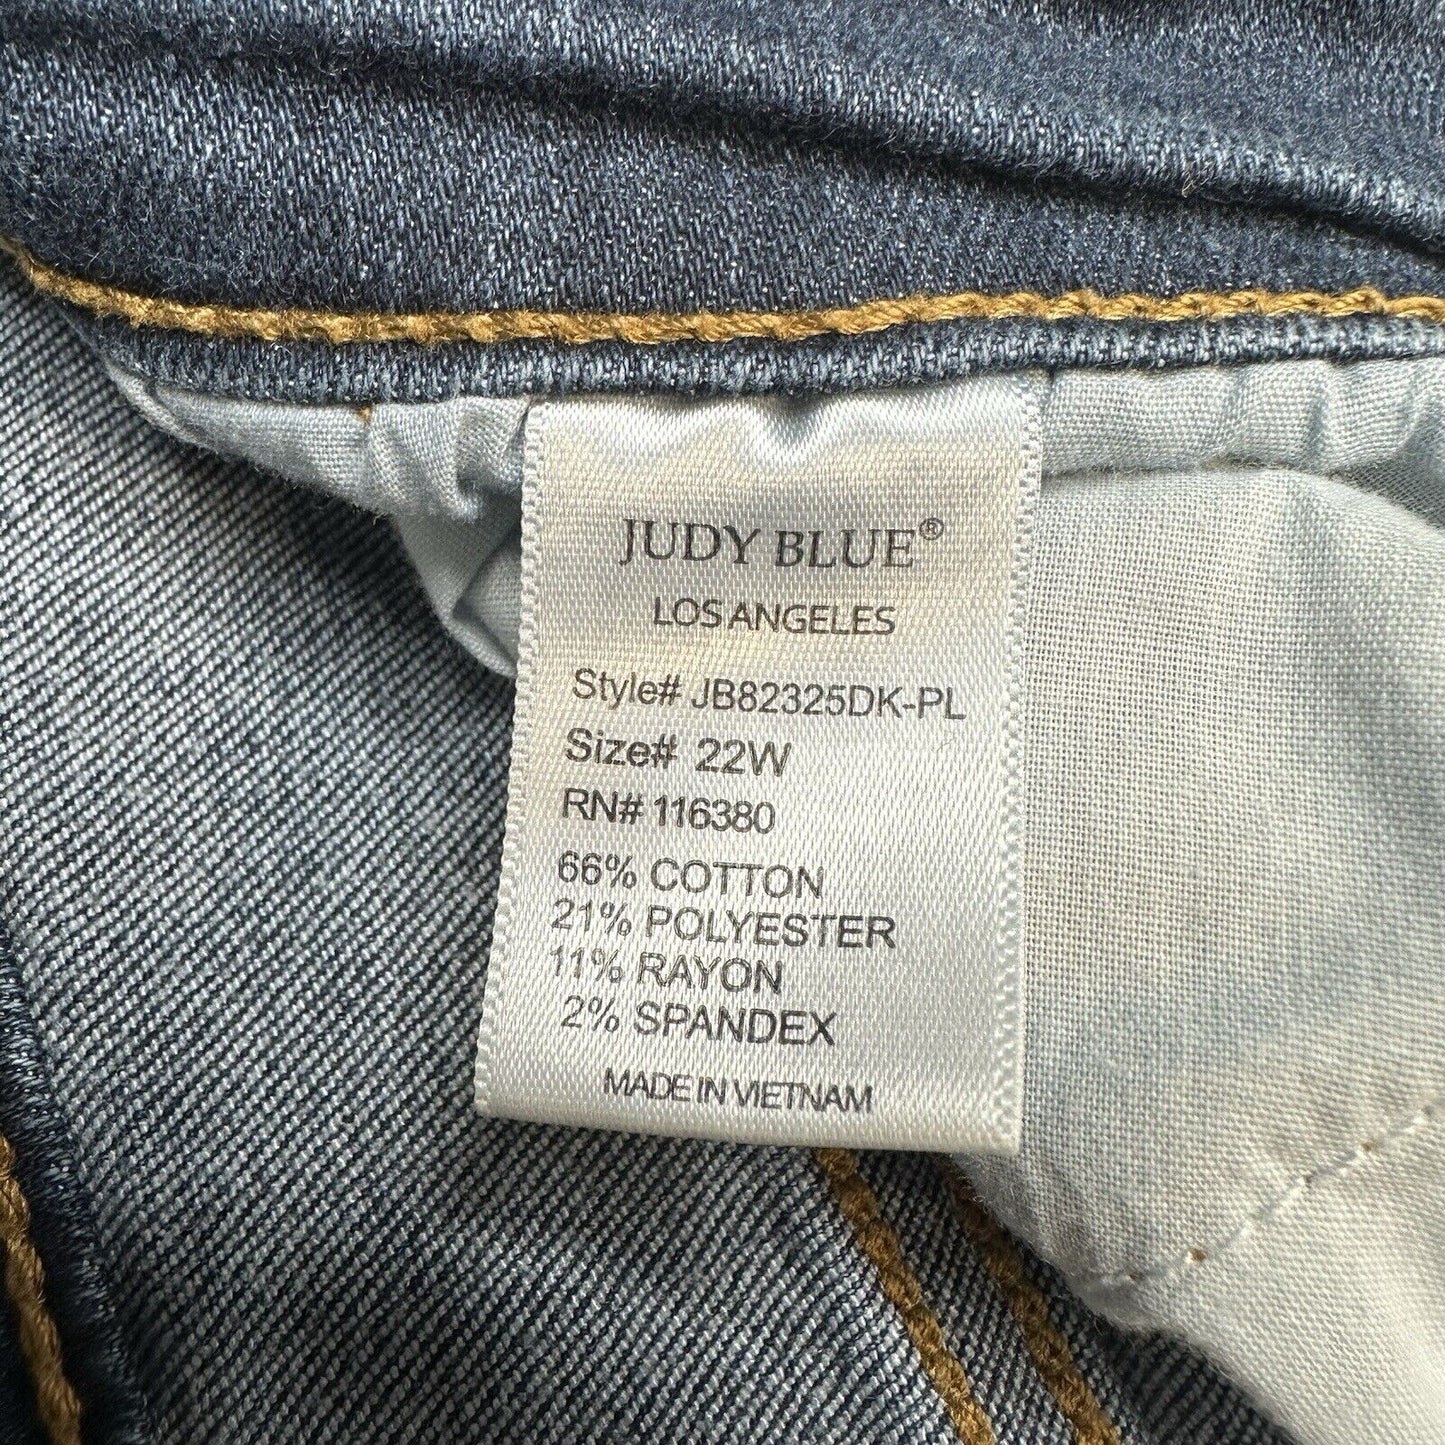 JUDY BLUE®
LOS ANGELES
Style# JB82325DK-PL
Size# 22W
RN# 116380
66% COTTON
21% POLYESTER
11% RAYON
2% SPANDEX
MADE IN VIETNAM